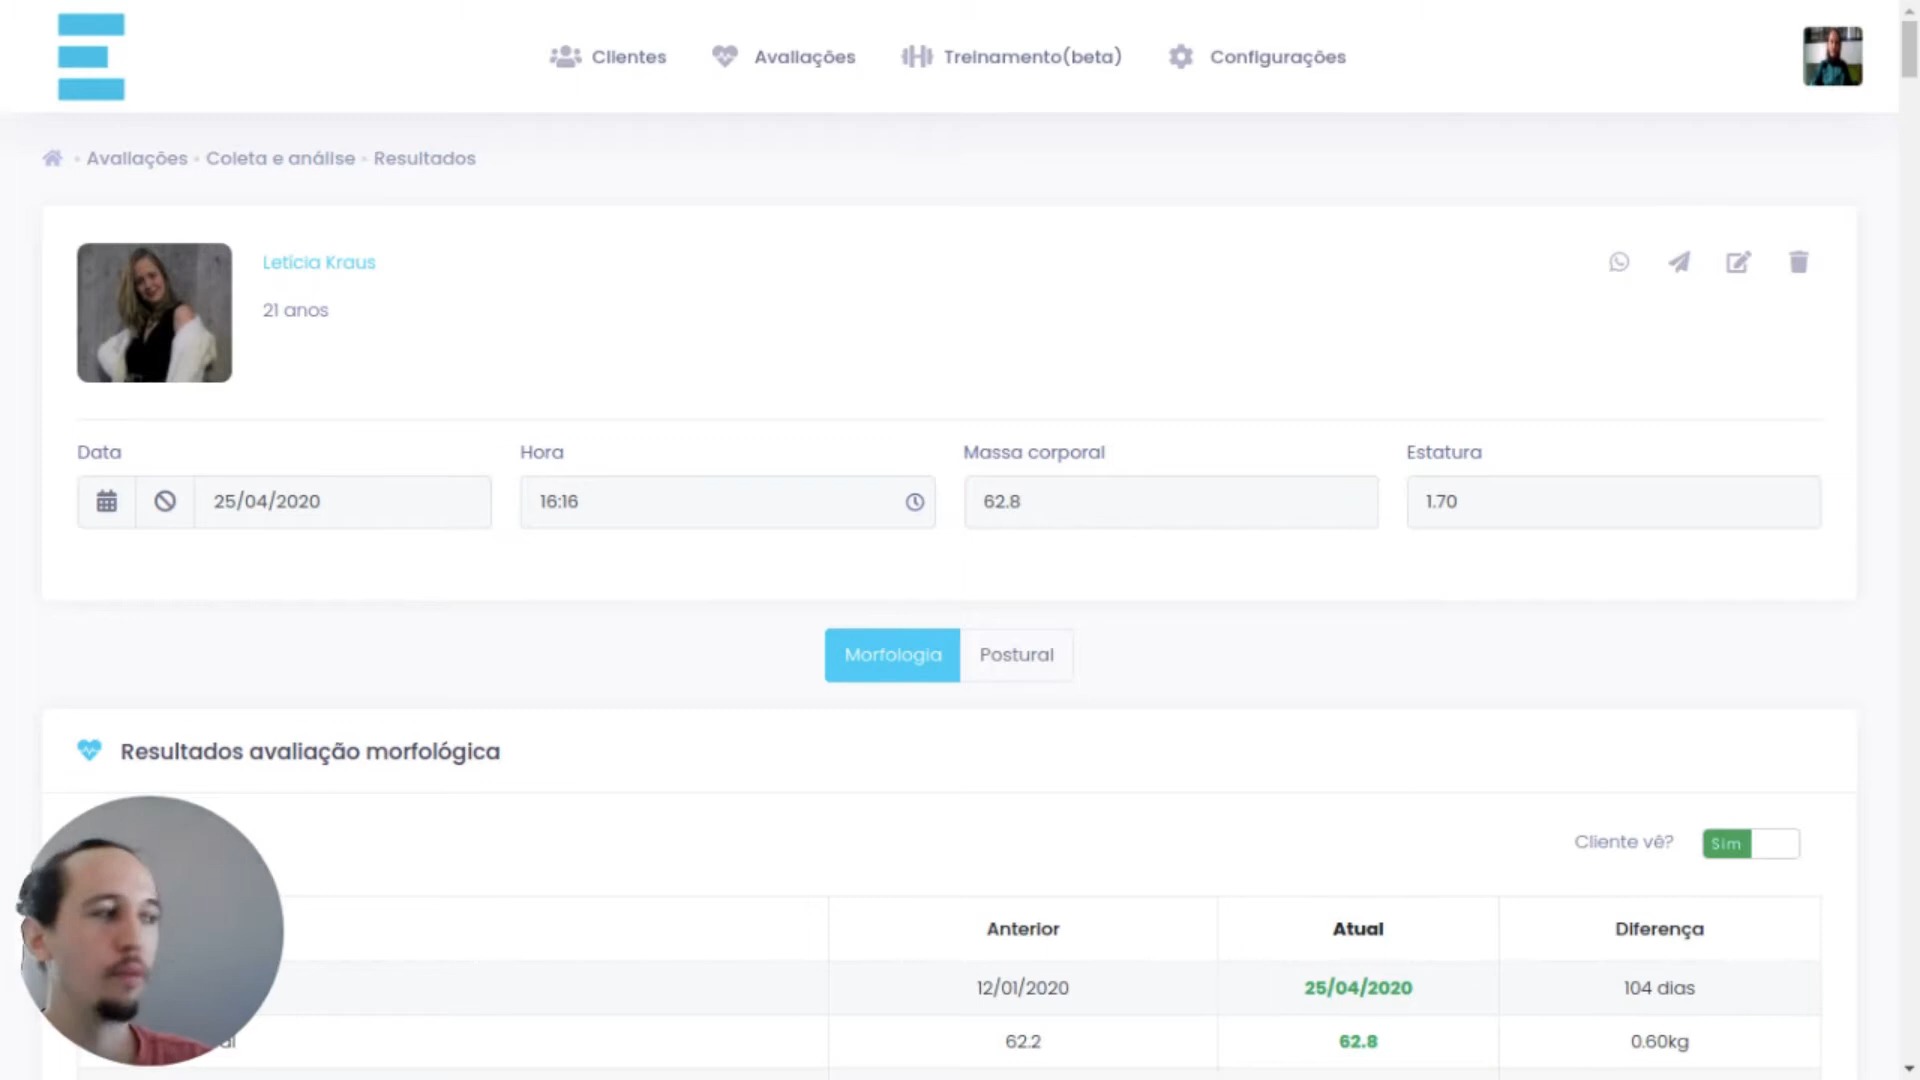 Clientes
Avaliações
Treinamento(beta)
Configurações
Avaliações
Coleta e análise
Resultados
Letícia Kraus
21 anos
Data
Hora
Massa corporal
Estatura
25/04/2020
16:16
62.8
1.70
Morfologia
Postural
Resultados avaliação morfológica
Cliente vê?
Sim
Anterior
Atual
Diferença
12/01/2020
25/04/2020
104 dias
62.2
62.8
0.60kg